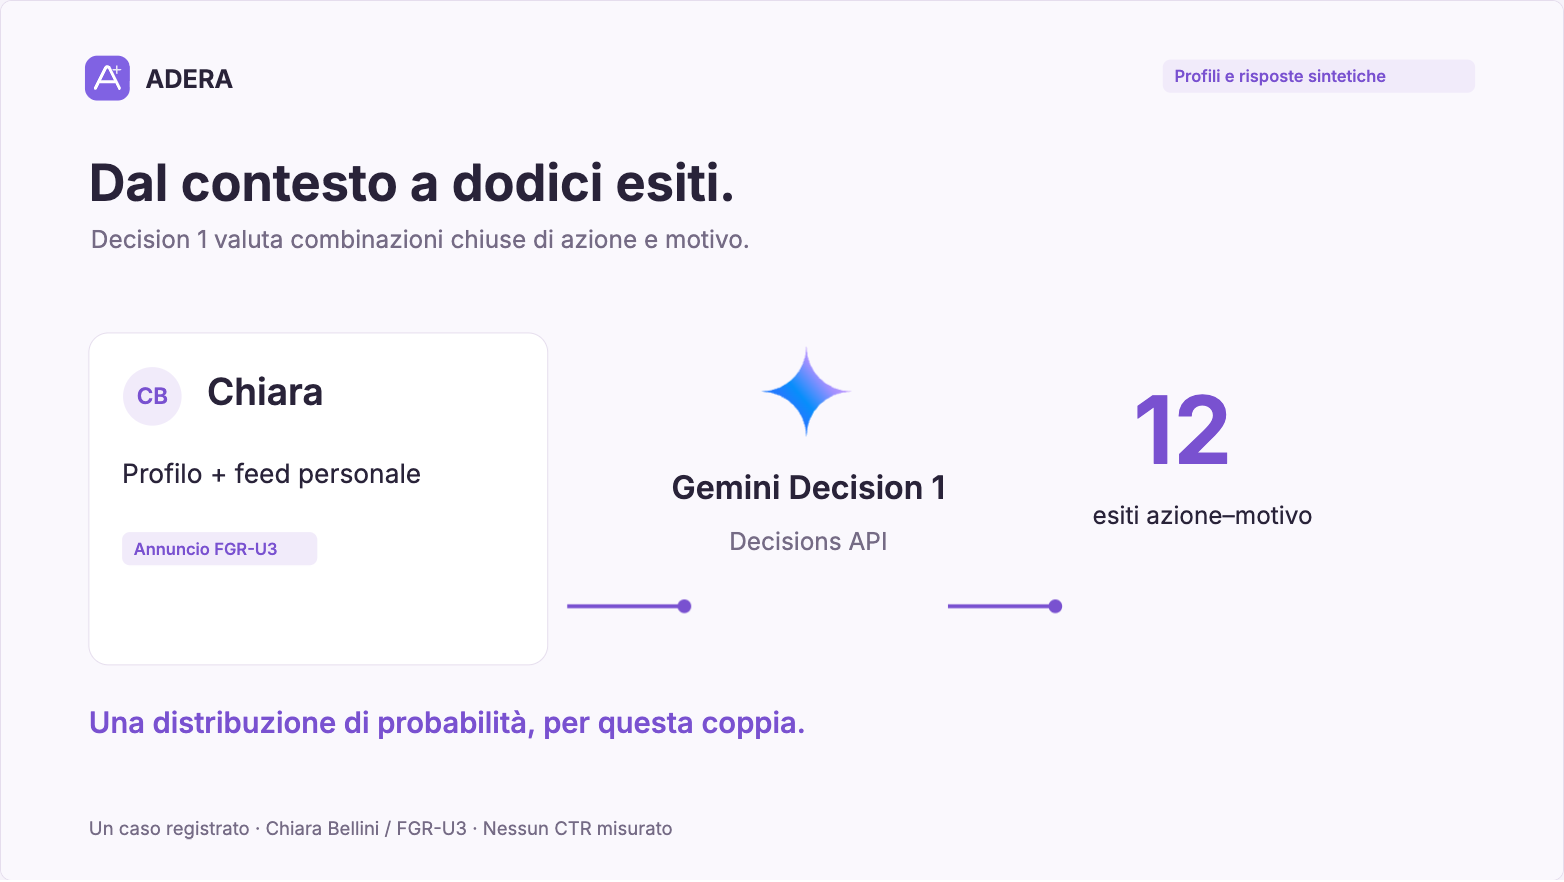 ADERA
Profili e risposte sintetiche
Dal contesto a dodici esiti.
Decision 1 valuta combinazioni chiuse di azione e motivo.
CB
Chiara
Profilo + feed personale
Annuncio FGR-U3
Gemini Decision 1
Decisions API
12
esiti azione–motivo
Una distribuzione di probabilità, per questa coppia.
Un caso registrato · Chiara Bellini / FGR-U3 · Nessun CTR misurato